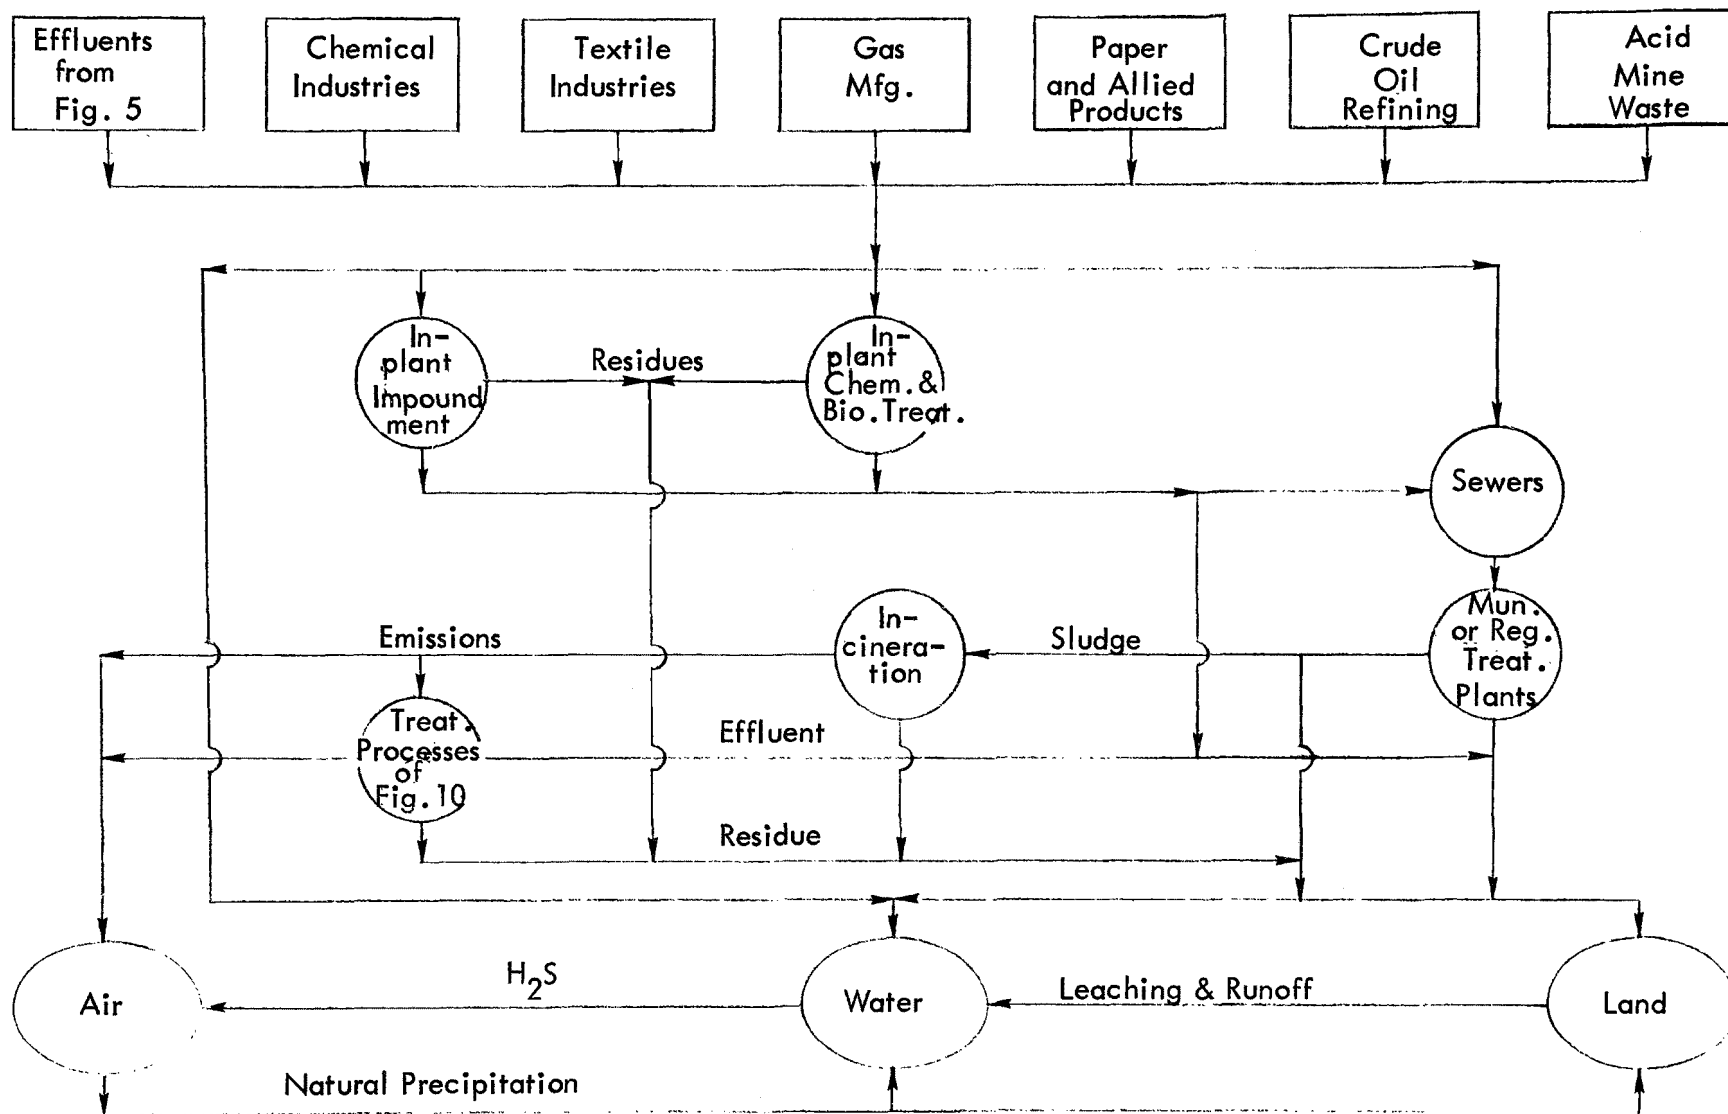 Effluents
from
Fig. 5
Chemical
Industries
Textile
Industries
Gas
Mfg.
Paper
and Allied
Products
Crude
Oil
Refining
Acid
Mine
Waste
In-
plant
Impound
ment
Residues
In-
plant
Chem.&
Bio.Treat.
Sewers
Emissions
In-
cinera-
tion
Sludge
Mun.
or Reg.
Treat.
Plants
Treat.
Processes
of
Fig.10
Effluent
Residue
Air
H2S
Water
Leaching & Runoff
Land
Natural Precipitation